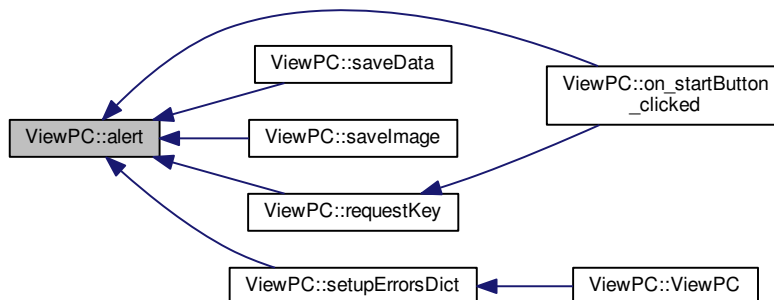 ViewPC::saveData
ViewPC::on_startButton
_clicked
ViewPC::alert
ViewPC::saveImage
ViewPC::requestKey
ViewPC::setupErrorsDict
ViewPC::ViewPC